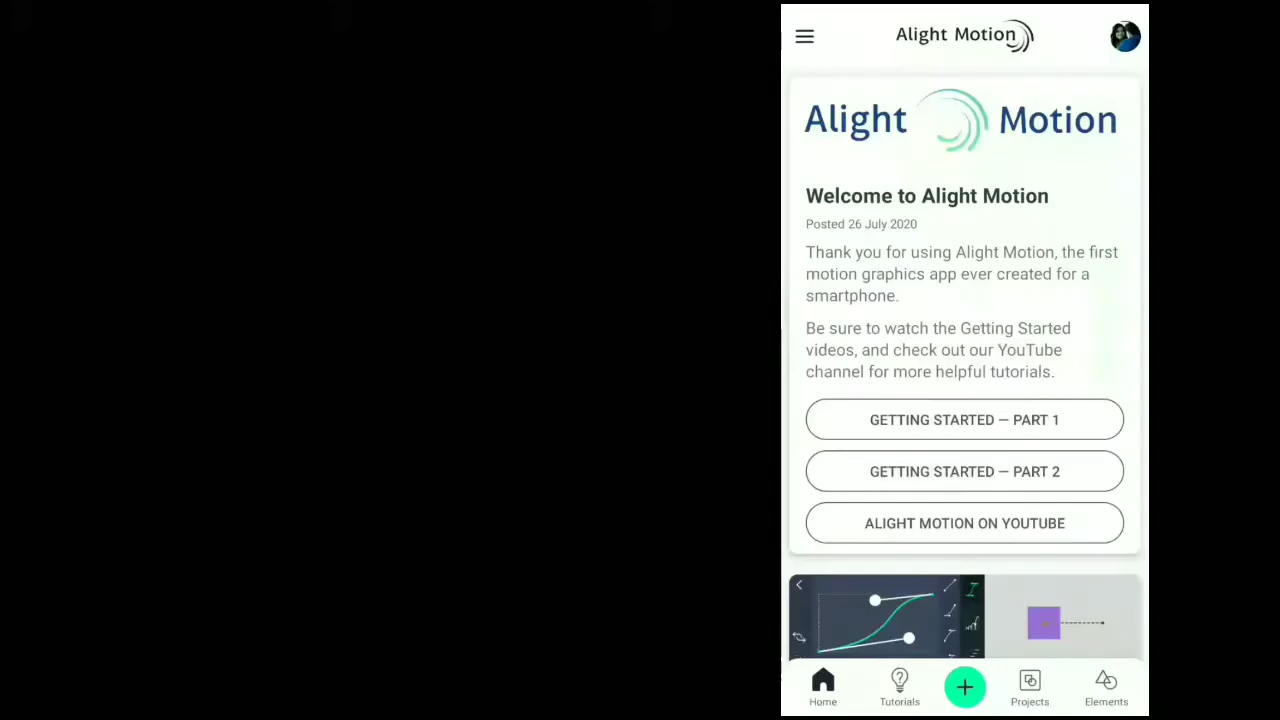 Alight Motion
Alight Motion
Welcome to Alight Motion
Posted 26 July 2020
Thank you for using Alight Motion, the first
motion graphics app ever created for a
smartphone.
Be sure to watch the Getting Started
videos, and check out our YouTube
channel for more helpful tutorials.
GETTING STARTED — PART 1
GETTING STARTED — PART 2
ALIGHT MOTION ON YOUTUBE
Home
Tutorials
Projects
Elements